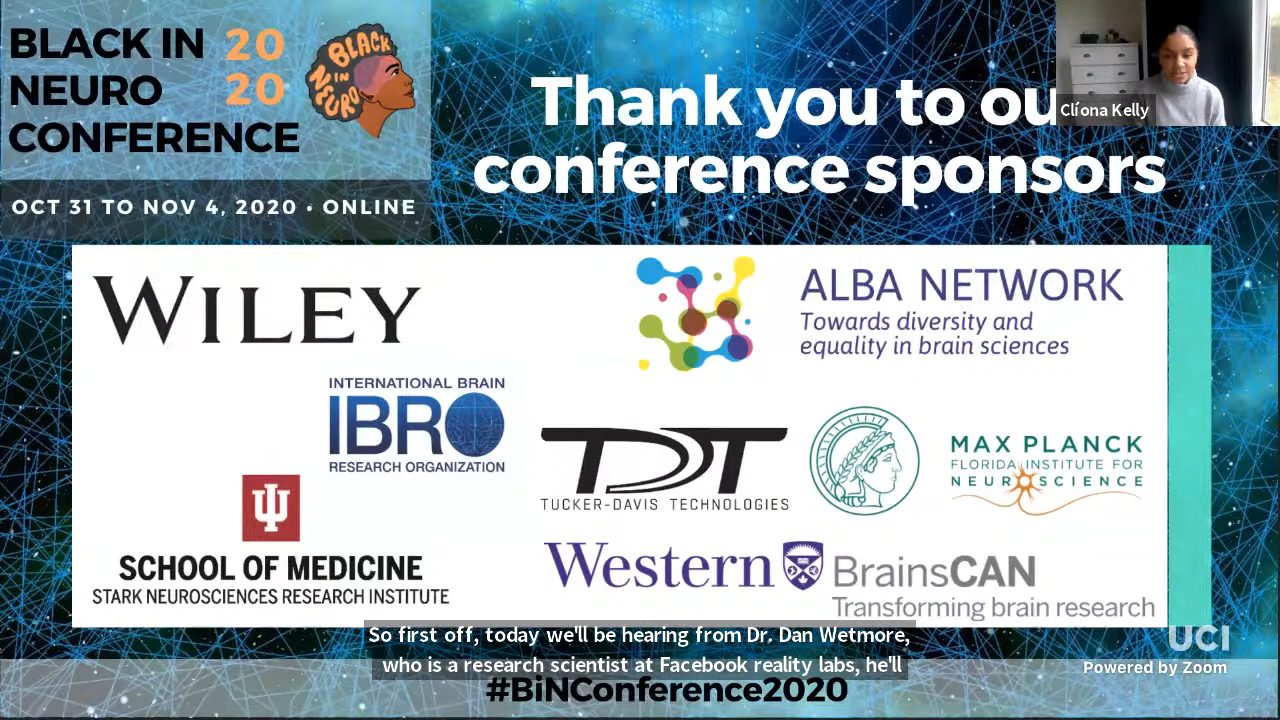 BLACK IN
NEURO
CONFERENCE
20
20
BLACK
IN
NEURO
OCT 31 TO NOV 4, 2020 • ONLINE
Thank you to ou
conference sponsors
Clíona Kelly
WILEY
ALBA NETWORK
Towards diversity and
equality in brain sciences
INTERNATIONAL BRAIN
IBRO
RESEARCH ORGANIZATION
TDT
TUCKER-DAVIS TECHNOLOGIES
MAX PLANCK
FLORIDA INSTITUTE FOR
NEUROSCIENCE
SCHOOL OF MEDICINE
STARK NEUROSCIENCES RESEARCH INSTITUTE
Western
BrainsCAN
Transforming brain research
So first off, today we'll be hearing from Dr. Dan Wetmore,
who is a research scientist at Facebook reality labs, he'll
#BiNConference2020
UCI
Powered by Zoom